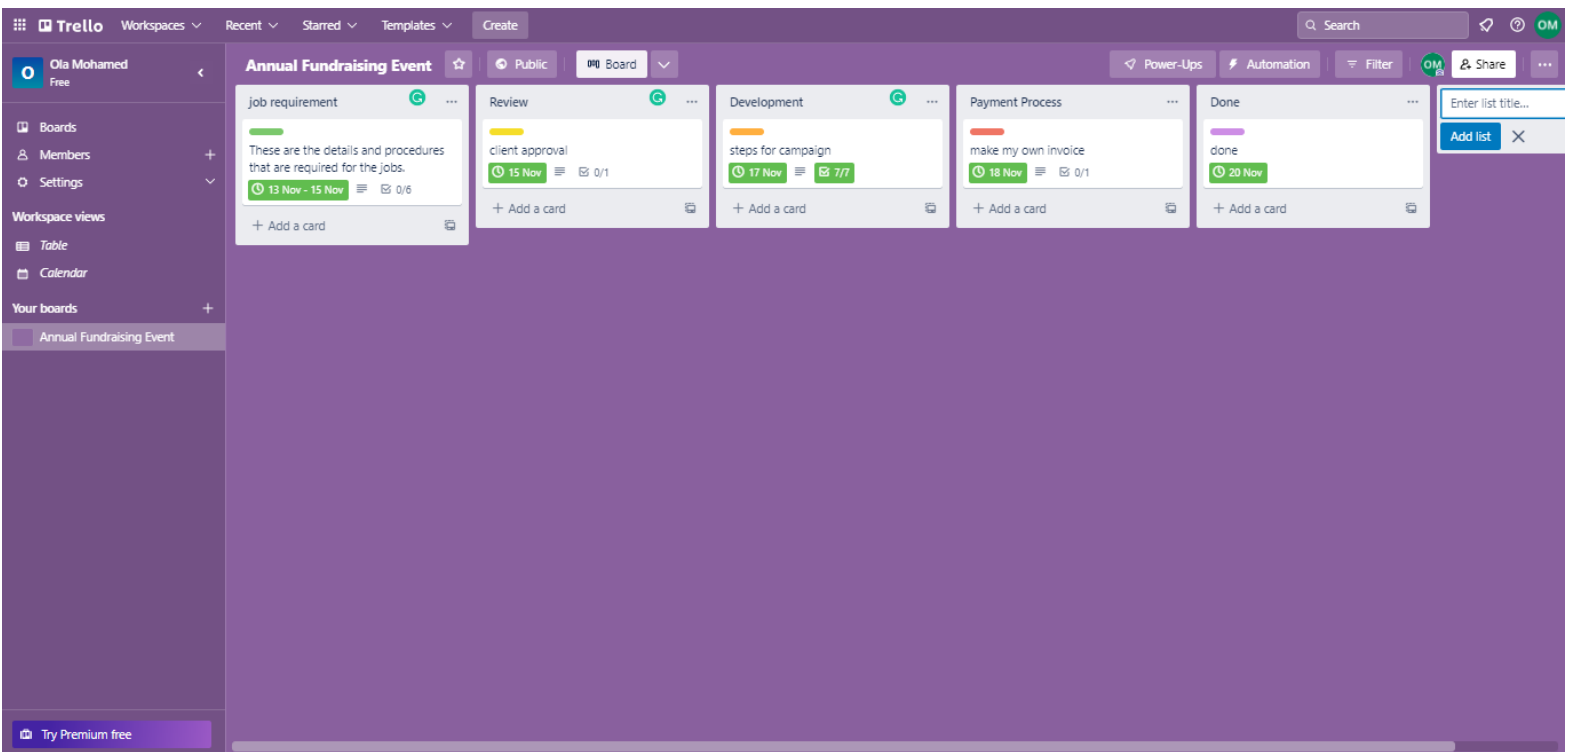 Trello Workspaces Recent Starred Templates Create Search OM
O Ola Mohamed
Free
Boards
Members
Settings
Workspace views
Table
Calendar
Your boards
Annual Fundraising Event
Try Premium free
Annual Fundraising Event Public Board Power-Ups Automation Filter OM Share
job requirement
These are the details and procedures
that are required for the jobs.
13 Nov - 15 Nov 0/6
+ Add a card
Review
client approval
15 Nov 0/1
+ Add a card
Development
steps for campaign
17 Nov 7/7
+ Add a card
Payment Process
make my own invoice
18 Nov 0/1
+ Add a card
Done
done
20 Nov
+ Add a card
Enter list title...
Add list